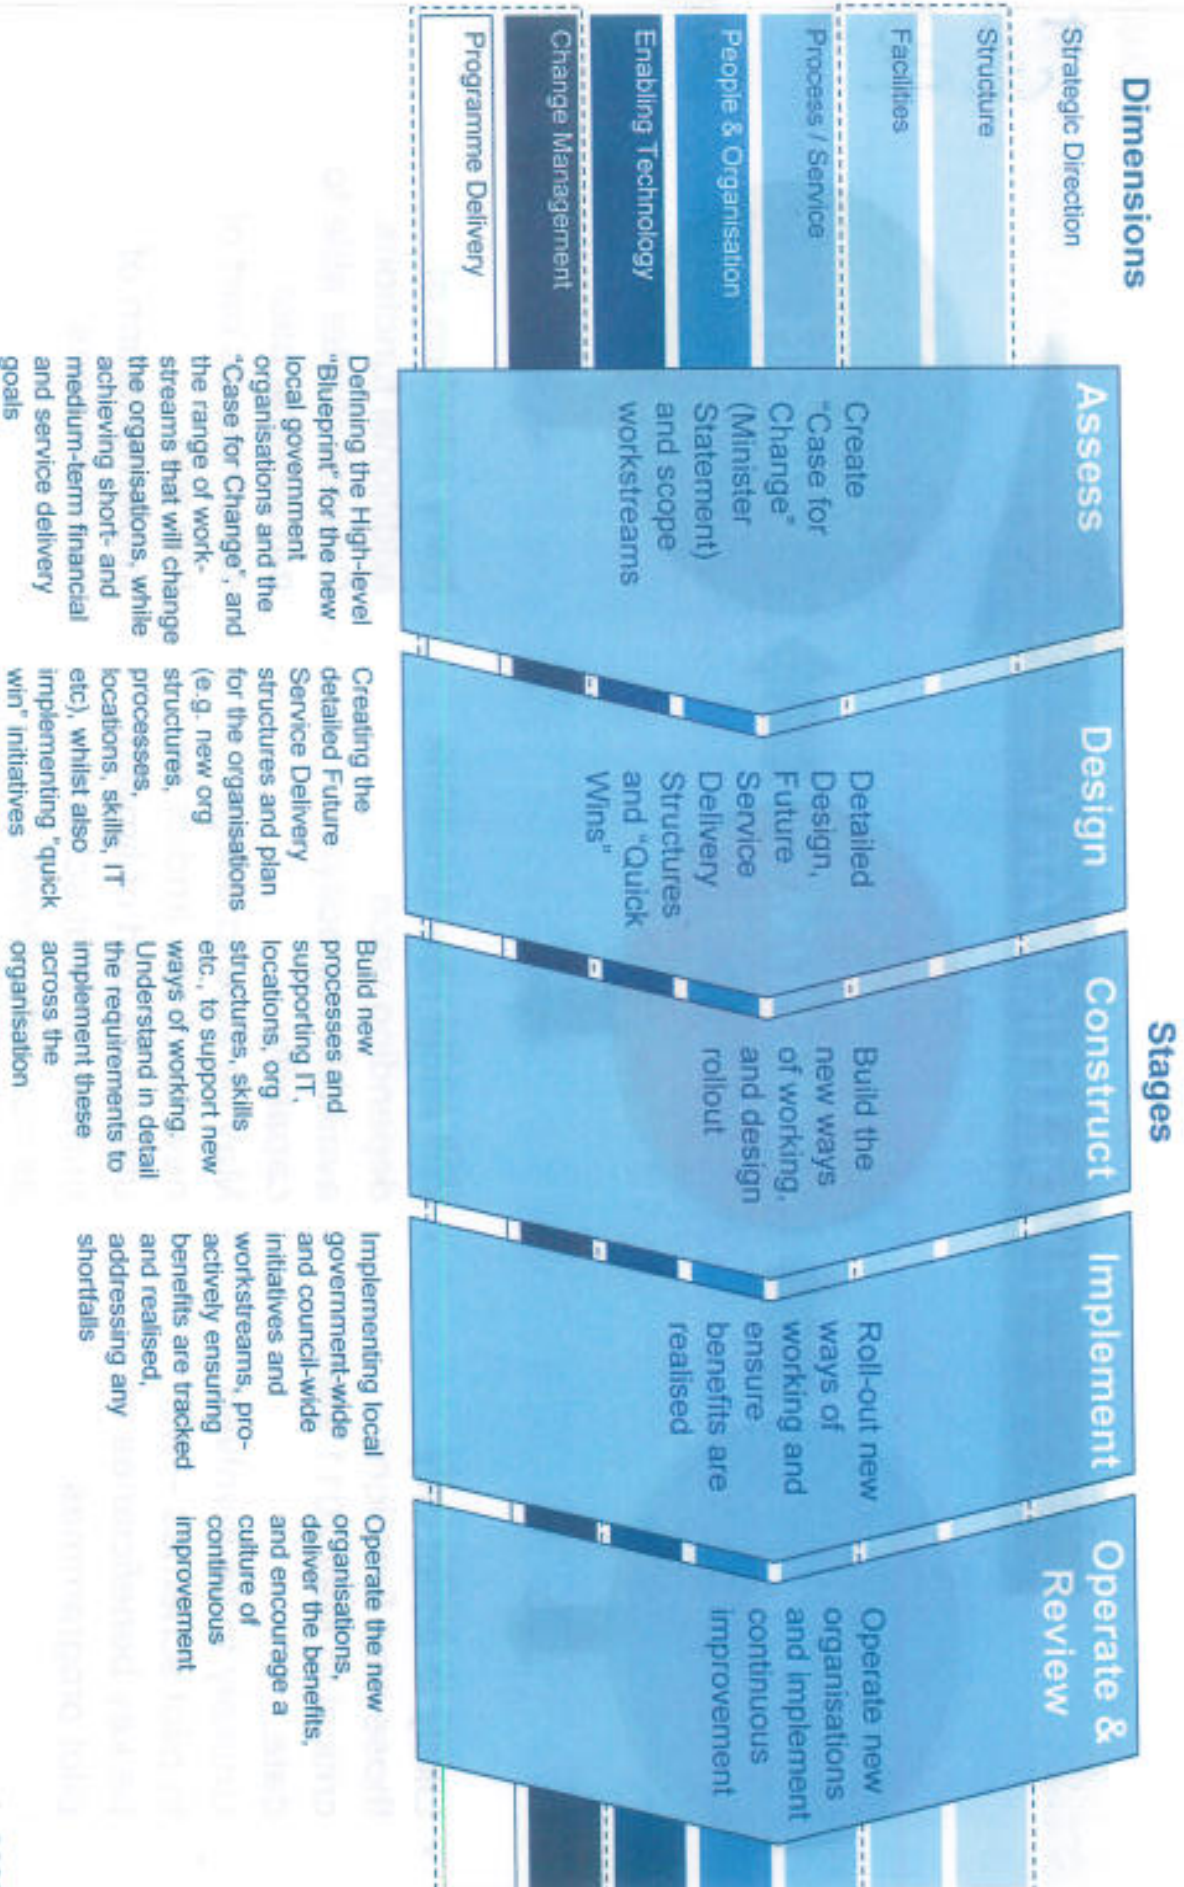 Dimensions
Stages
Strategic Direction
Structure
Facilities
Process / Service
People & Organisation
Enabling Technology
Change Management
Programme Delivery
Assess
Create
"Case for
Change"
(Minister
Statement)
and scope
workstreams
Design
Detailed
Design,
Future
Service
Delivery
Structures
and "Quick
Wins"
Construct
Build the
new ways
of working,
and design
rollout
Implement
Roll-out new
ways of
working and
ensure
benefits are
realised
Operate &
Review
Operate new
organisations
and implement
continuous
improvement
Defining the High-level
"Blueprint" for the new
local government
organisations and the
"Case for Change", and
the range of work-
streams that will change
the organisations, while
achieving short- and
medium-term financial
and service delivery
goals
Creating the
detailed Future
Service Delivery
structures and plan
for the organisations
(e.g. new org
structures,
processes,
locations, skills, IT
etc), whilst also
implementing "quick
win" initiatives
Build new
processes and
supporting IT,
locations, org
structures, skills
etc., to support new
ways of working.
Understand in detail
the requirements to
implement these
across the
organisation
Implementing local
government-wide
and council-wide
initiatives and
workstreams, pro-
actively ensuring
benefits are tracked
and realised,
addressing any
shortfalls
Operate the new
organisations,
deliver the benefits,
and encourage a
culture of
continuous
improvement